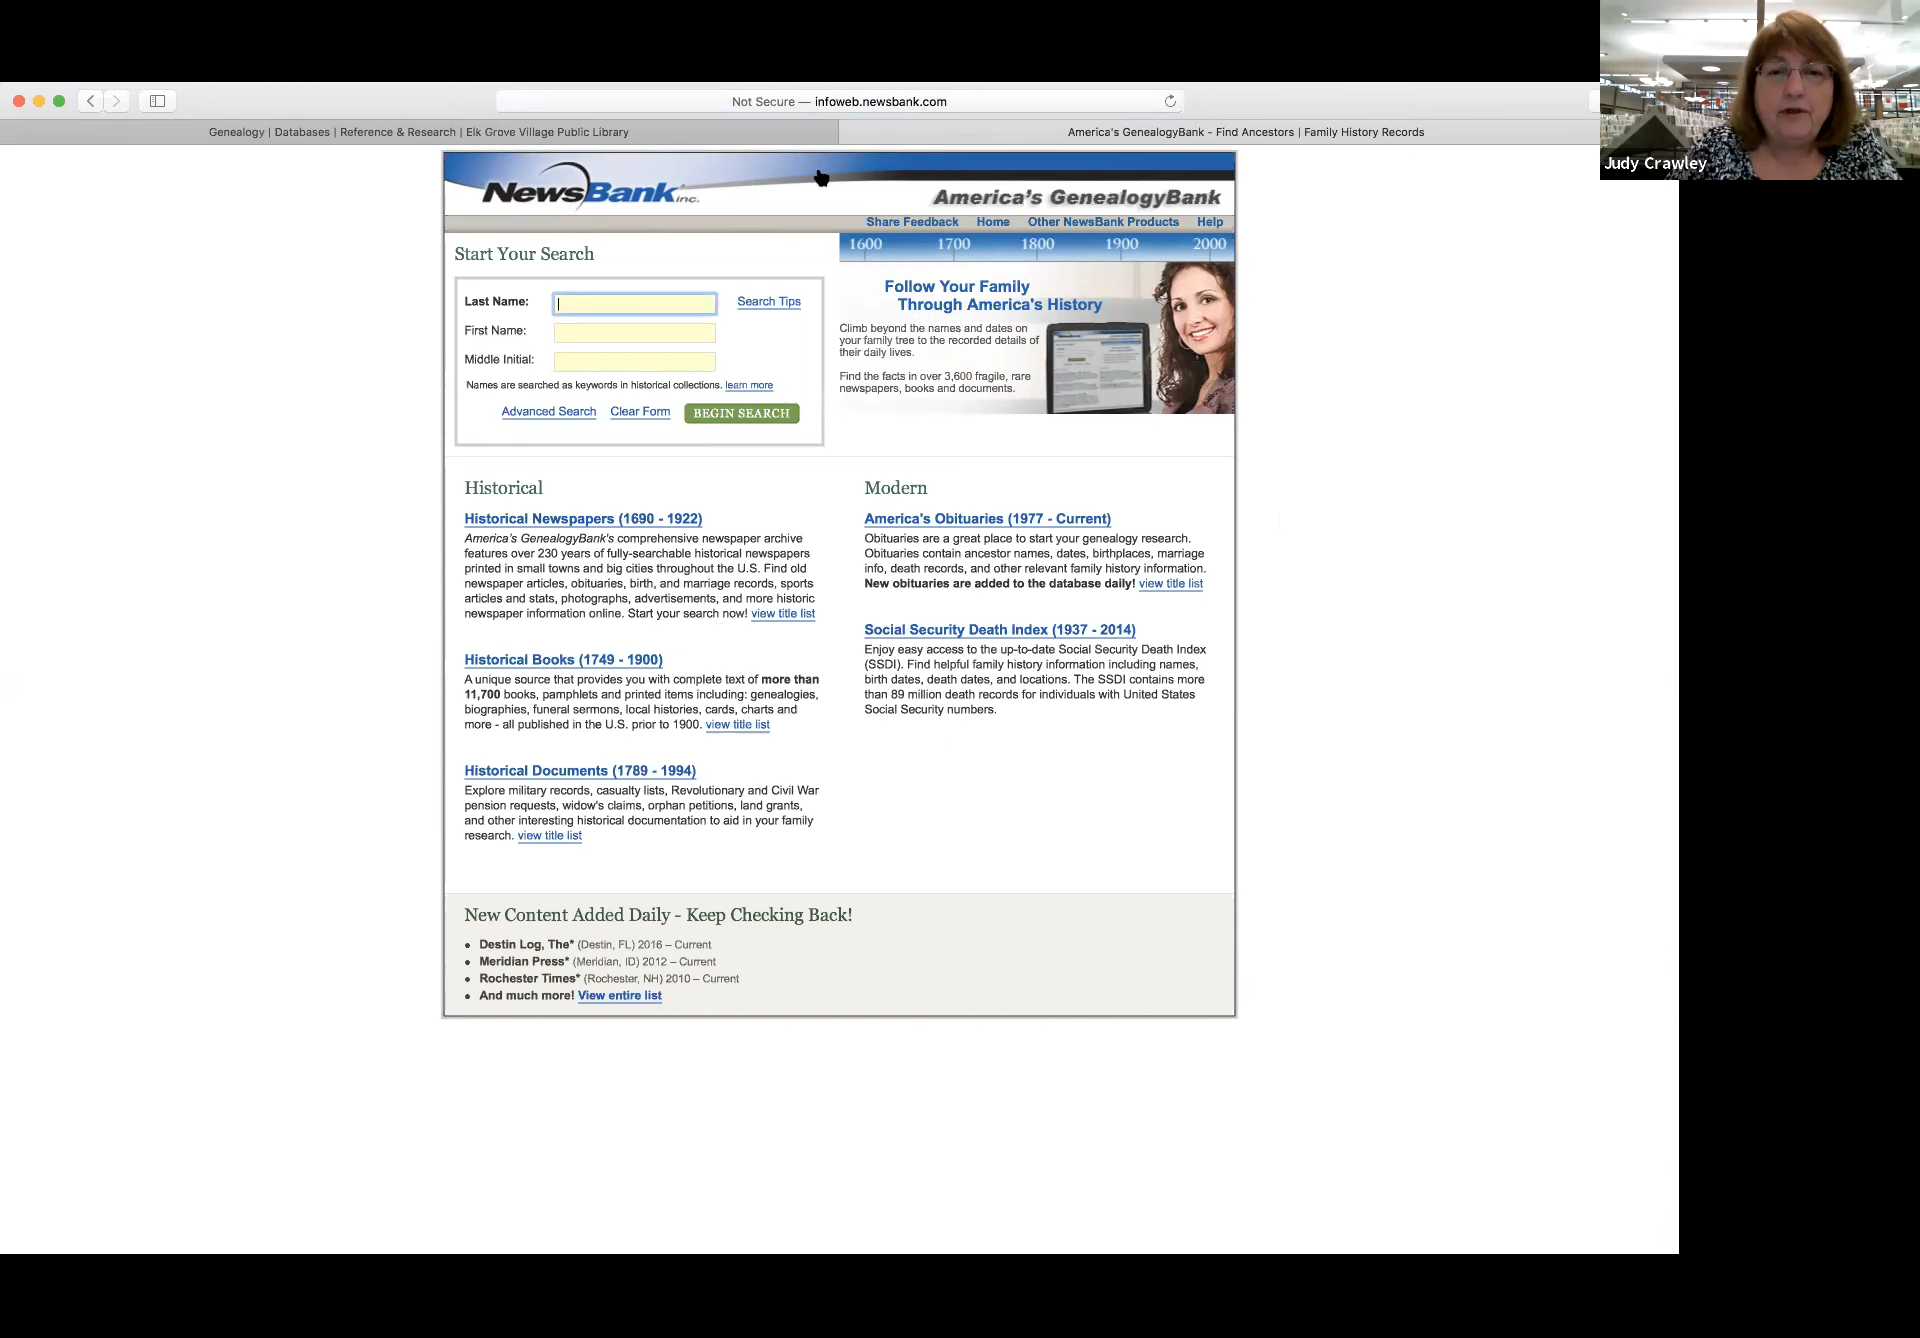 Not Secure — infoweb.newsbank.com
Genealogy | Databases | Reference & Research | Elk Grove Village Public Library
America's GenealogyBank - Find Ancestors | Family History Records
Judy Crawley
NewsBank inc.
America's GenealogyBank
Share Feedback Home Other NewsBank Products Help
Start Your Search
Last Name:
Search Tips
First Name:
Middle Initial:
Names are searched as keywords in historical collections. learn more
Advanced Search Clear Form BEGIN SEARCH
1600 1700 1800 1900 2000
Follow Your Family
Through America's History
Climb beyond the names and dates on
your family tree to the recorded details of
their daily lives.
Find the facts in over 3,600 fragile, rare
newspapers, books and documents.
Historical
Historical Newspapers (1690 - 1922)
America's GenealogyBank's comprehensive newspaper archive
features over 230 years of fully-searchable historical newspapers
printed in small towns and big cities throughout the U.S. Find old
newspaper articles, obituaries, birth, and marriage records, sports
articles and stats, photographs, advertisements, and more historic
newspaper information online. Start your search now! view title list
Historical Books (1749 - 1900)
A unique source that provides you with complete text of more than
11,700 books, pamphlets and printed items including: genealogies,
biographies, funeral sermons, local histories, cards, charts and
more - all published in the U.S. prior to 1900. view title list
Historical Documents (1789 - 1994)
Explore military records, casualty lists, Revolutionary and Civil War
pension requests, widow's claims, orphan petitions, land grants,
and other interesting historical documentation to aid in your family
research. view title list
Modern
America's Obituaries (1977 - Current)
Obituaries are a great place to start your genealogy research.
Obituaries contain ancestor names, dates, birthplaces, marriage
info, death records, and other relevant family history information.
New obituaries are added to the database daily! view title list
Social Security Death Index (1937 - 2014)
Enjoy easy access to the up-to-date Social Security Death Index
(SSDI). Find helpful family history information including names,
birth dates, death dates, and locations. The SSDI contains more
than 89 million death records for individuals with United States
Social Security numbers.
New Content Added Daily - Keep Checking Back!
• Destin Log, The* (Destin, FL) 2016 – Current
• Meridian Press* (Meridian, ID) 2012 – Current
• Rochester Times* (Rochester, NH) 2010 – Current
• And much more! View entire list